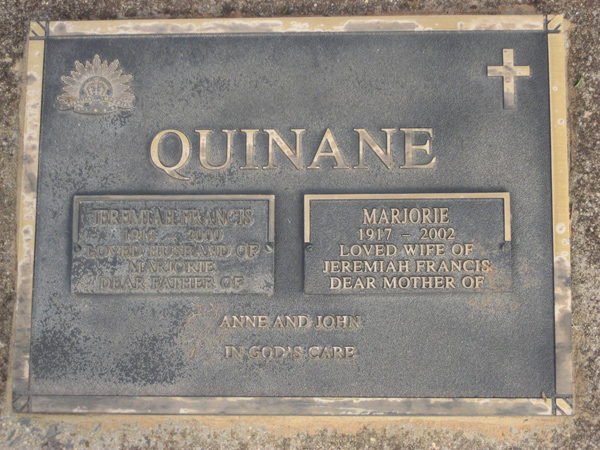 QUINANE
JEREMIAH FRANCIS
2000
LOVED HUSBAND OF
MARJORIE
DEAR FATHER OF
MARJORIE
1917 - 2002
LOVED WIFE OF
JEREMIAH FRANCIS
DEAR MOTHER OF
ANNE AND JOHN
IN GOD'S CARE